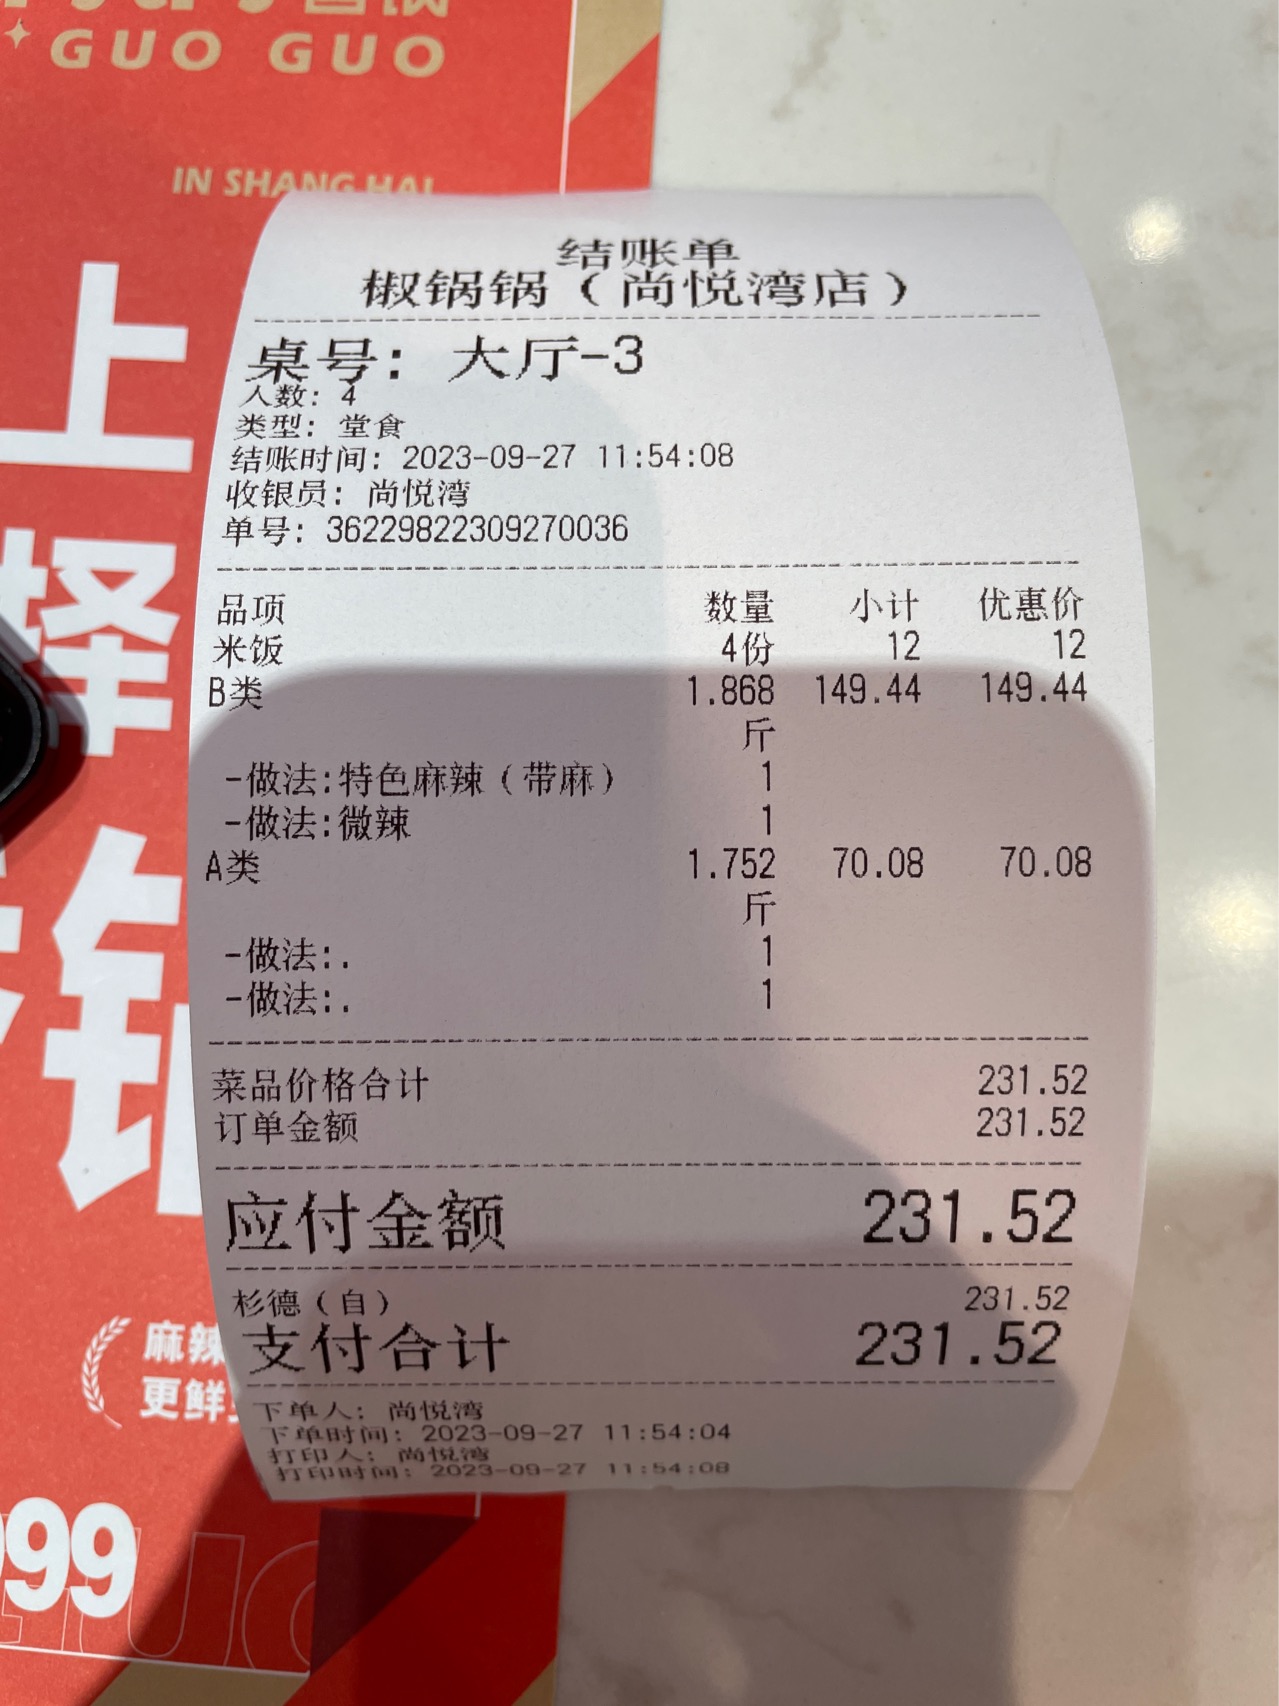 GUO GUO
IN SHANG HAI
上
择
结账单
椒锅锅（尚悦湾店）
桌号: 大厅-3
人数: 4
类型: 堂食
结账时间: 2023-09-27 11:54:08
收银员: 尚悦湾
单号: 36229822309270036
品项 数量 小计 优惠价
米饭 4份 12 12
B类 1.868 149.44 149.44
斤
-做法:特色麻辣（带麻） 1
-做法:微辣 1
A类 1.752 70.08 70.08
斤
-做法:. 1
-做法:. 1
菜品价格合计 231.52
订单金额 231.52
应付金额 231.52
杉德（自） 231.52
支付合计 231.52
下单人: 尚悦湾
下单时间: 2023-09-27 11:54:04
打印人: 尚悦湾
打印时间: 2023-09-27 11:54:08
麻辣
更鲜
99